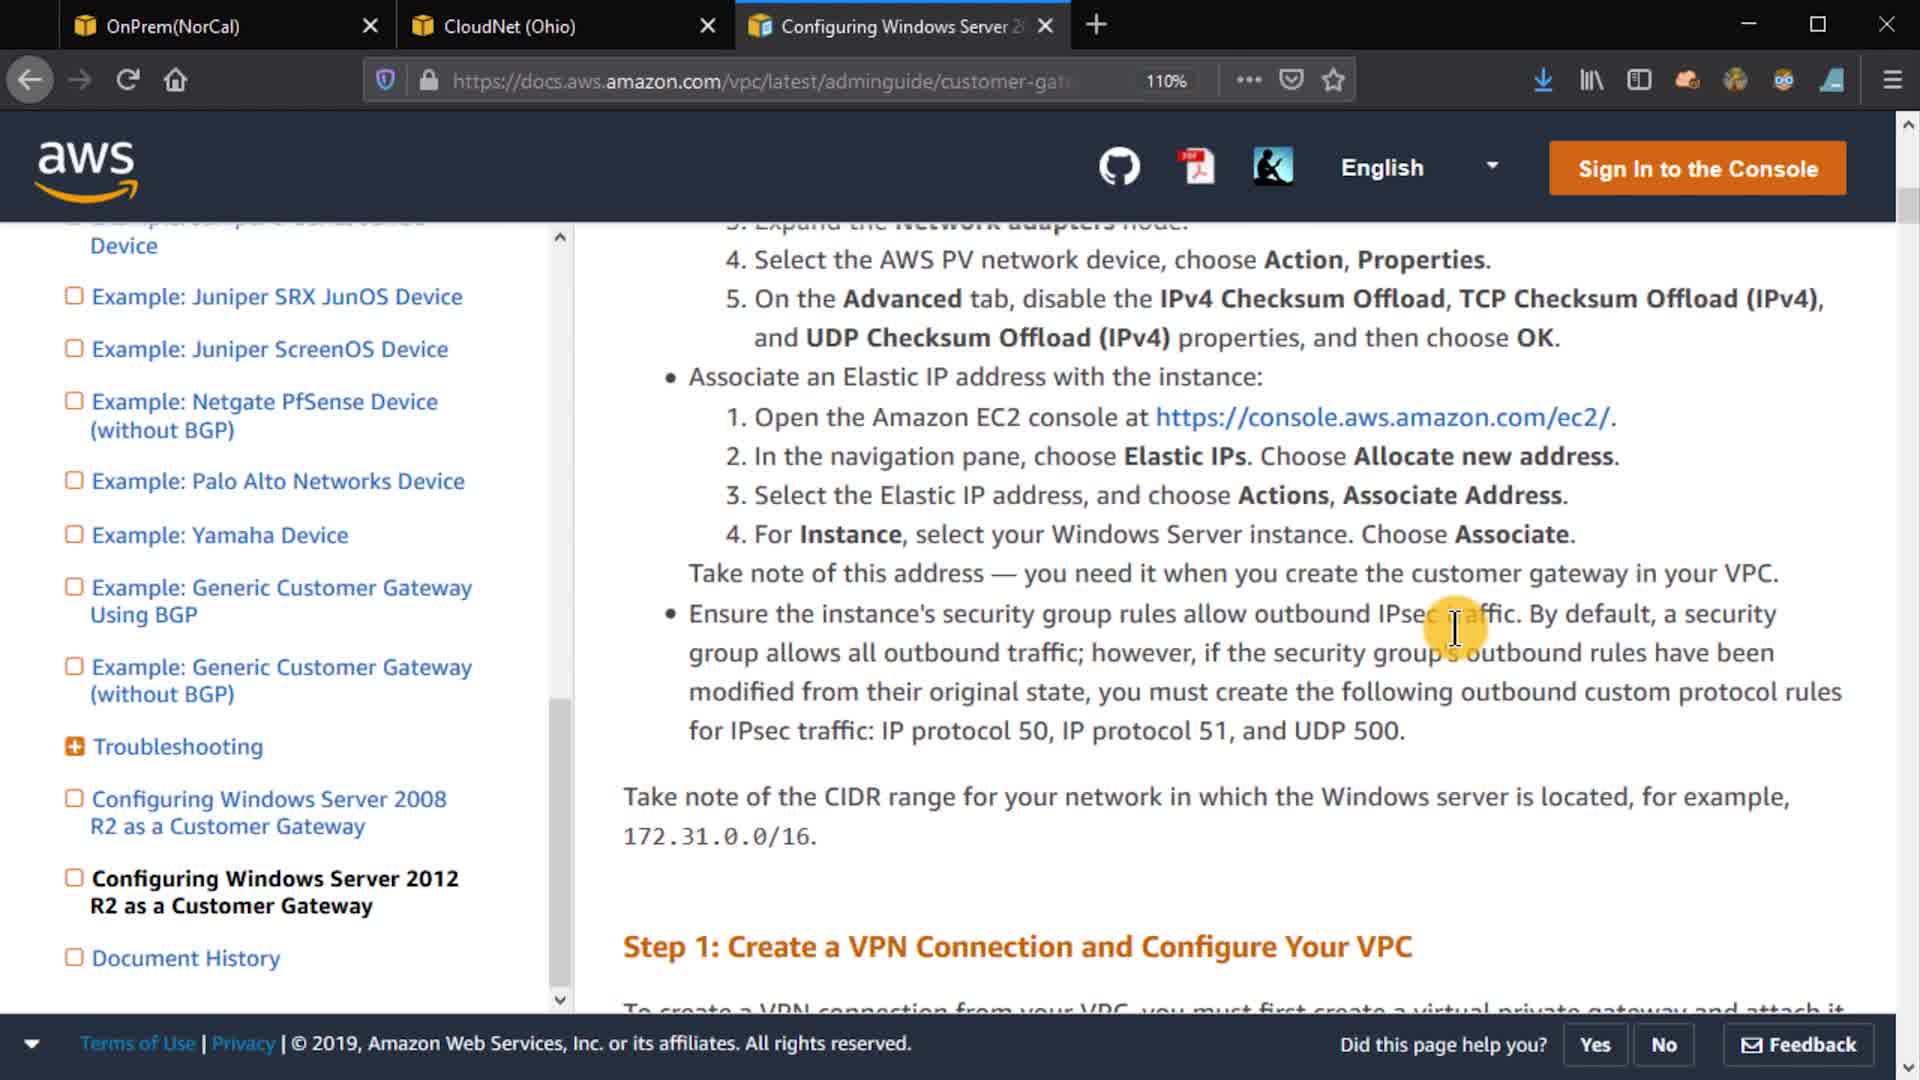 OnPrem(NorCal)
CloudNet (Ohio)
Configuring Windows Server 2
https://docs.aws.amazon.com/vpc/latest/adminguide/customer-gat
110%
aws
PDF
English
Sign In to the Console
Device
Example: Juniper SRX JunOS Device
Example: Juniper ScreenOS Device
Example: Netgate PfSense Device
(without BGP)
Example: Palo Alto Networks Device
Example: Yamaha Device
Example: Generic Customer Gateway
Using BGP
Example: Generic Customer Gateway
(without BGP)
Troubleshooting
Configuring Windows Server 2008
R2 as a Customer Gateway
Configuring Windows Server 2012
R2 as a Customer Gateway
Document History
3. Expand the Network adapters node.
4. Select the AWS PV network device, choose Action, Properties.
5. On the Advanced tab, disable the IPv4 Checksum Offload, TCP Checksum Offload (IPv4),
and UDP Checksum Offload (IPv4) properties, and then choose OK.
• Associate an Elastic IP address with the instance:
1. Open the Amazon EC2 console at https://console.aws.amazon.com/ec2/.
2. In the navigation pane, choose Elastic IPs. Choose Allocate new address.
3. Select the Elastic IP address, and choose Actions, Associate Address.
4. For Instance, select your Windows Server instance. Choose Associate.
Take note of this address — you need it when you create the customer gateway in your VPC.
• Ensure the instance's security group rules allow outbound IPsec traffic. By default, a security
group allows all outbound traffic; however, if the security group's outbound rules have been
modified from their original state, you must create the following outbound custom protocol rules
for IPsec traffic: IP protocol 50, IP protocol 51, and UDP 500.
Take note of the CIDR range for your network in which the Windows server is located, for example,
172.31.0.0/16.
Step 1: Create a VPN Connection and Configure Your VPC
To create a VPN connection from your VPC, you must first create a virtual private gateway and attach it
Terms of Use | Privacy | © 2019, Amazon Web Services, Inc. or its affiliates. All rights reserved.
Did this page help you?
Yes
No
Feedback